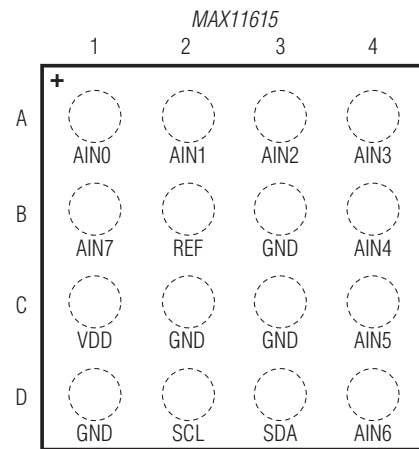 MAX11615
1 2 3 4
+
A
AIN0 AIN1 AIN2 AIN3
B
AIN7 REF GND AIN4
C
VDD GND GND AIN5
D
GND SCL SDA AIN6